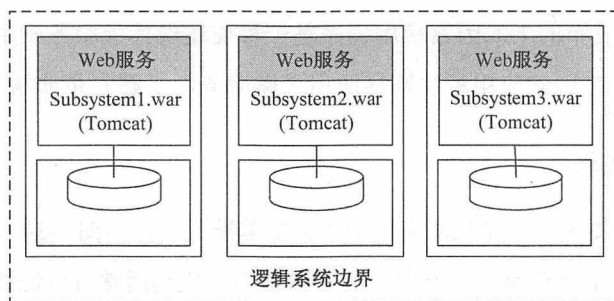 Web服务
Subsystem1.war
(Tomcat)
Web服务
Subsystem2.war
(Tomcat)
Web服务
Subsystem3.war
(Tomcat)
逻辑系统边界